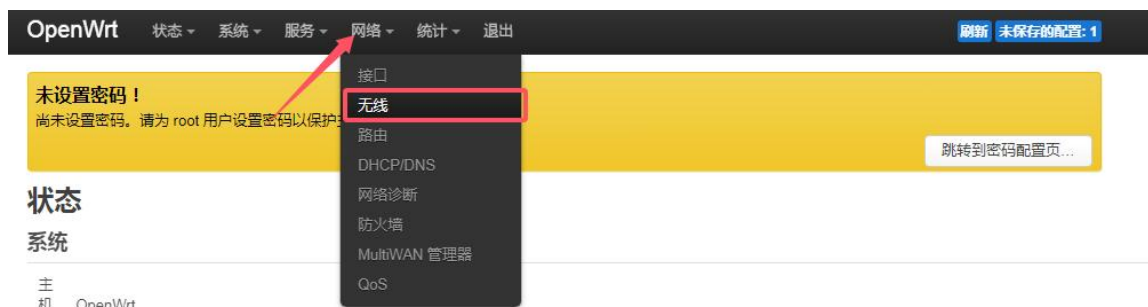 OpenWrt 状态 系统 服务 网络 统计 退出 刷新 未保存的配置: 1
未设置密码！
尚未设置密码。请为 root 用户设置密码以保护
跳转到密码配置页...
接口
无线
路由
DHCP/DNS
网络诊断
防火墙
MultiWAN 管理器
QoS
状态
系统
主
机 OpenWrt